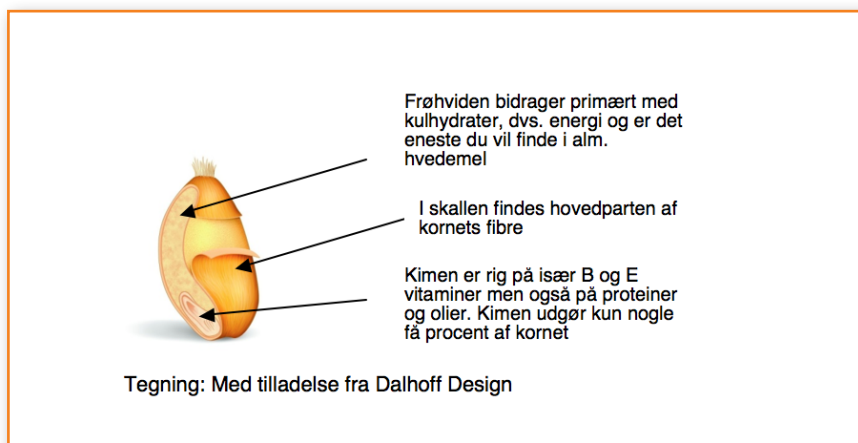 Frøhviden bidrager primært med
kulhydrater, dvs. energi og er det
eneste du vil finde i alm.
hvedemel
I skallen findes hovedparten af
kornets fibre
Kimen er rig på især B og E
vitaminer men også på proteiner
og olier. Kimen udgør kun nogle
få procent af kornet
Tegning: Med tilladelse fra Dalhoff Design